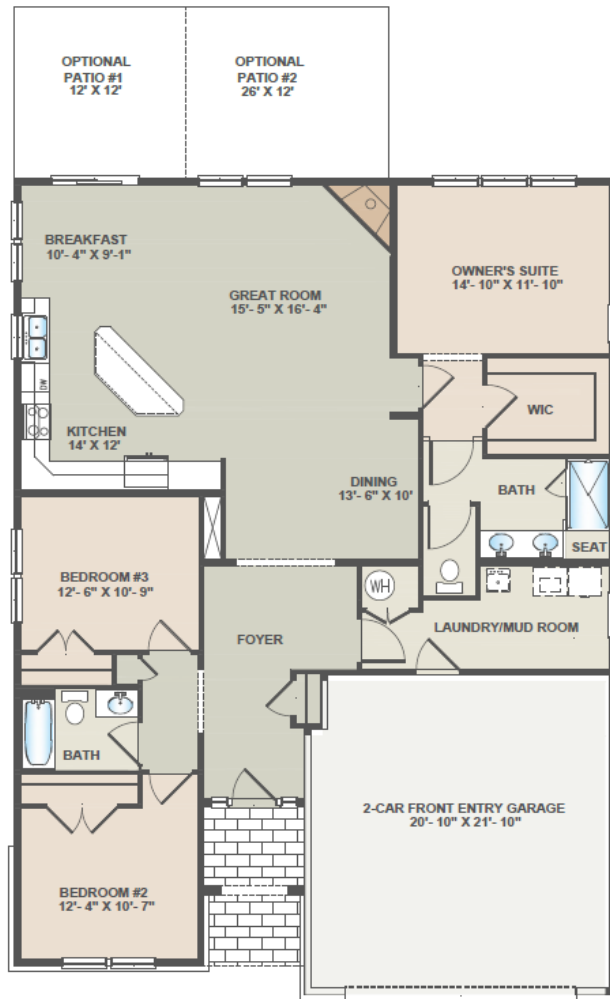 OPTIONAL
PATIO #1
12' X 12'
OPTIONAL
PATIO #2
26' X 12'
BREAKFAST
10'- 4" X 9'-1"
GREAT ROOM
15'- 5" X 16'- 4"
OWNER'S SUITE
14'- 10" X 11'- 10"
DW
KITCHEN
14' X 12'
WIC
DINING
13'- 6" X 10'
BATH
SEAT
BEDROOM #3
12'- 6" X 10'- 9"
WH
FOYER
LAUNDRY/MUD ROOM
BATH
2-CAR FRONT ENTRY GARAGE
20'- 10" X 21'- 10"
BEDROOM #2
12'- 4" X 10'- 7"